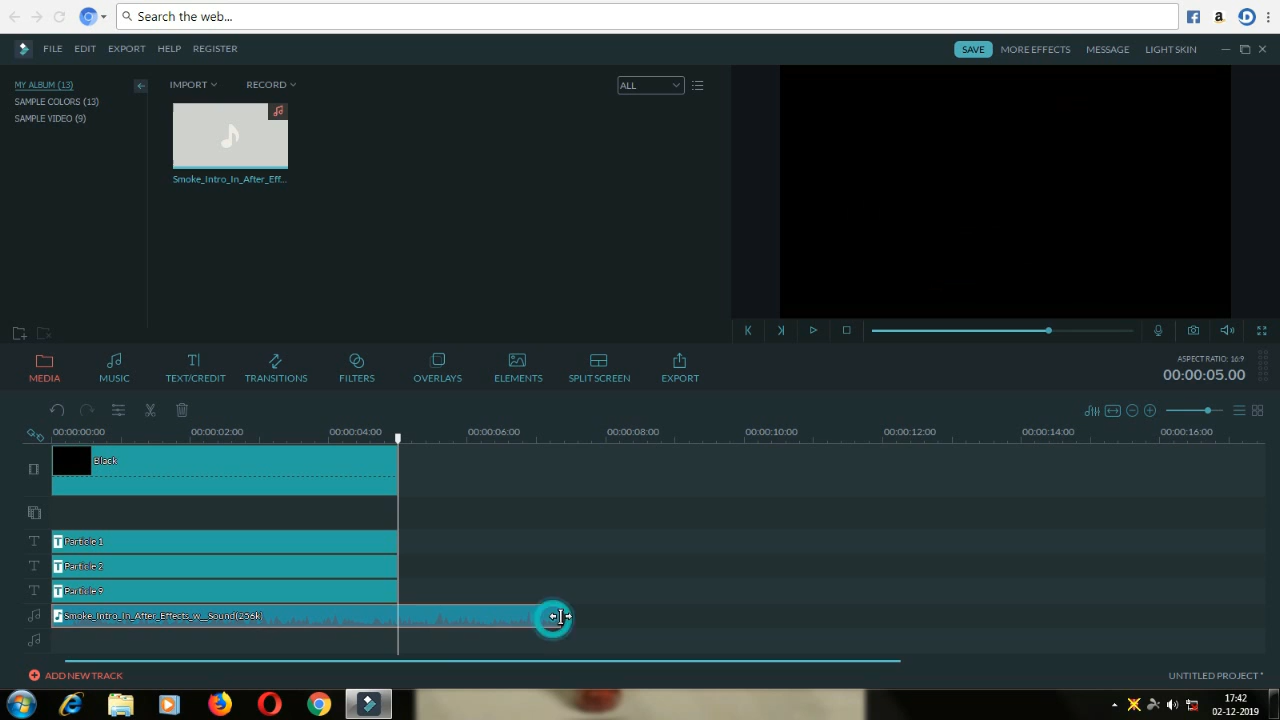 Search the web...
FILE EDIT EXPORT HELP REGISTER
SAVE MORE EFFECTS MESSAGE LIGHT SKIN
MY ALBUM (13)
SAMPLE COLORS (13)
SAMPLE VIDEO (9)
IMPORT RECORD ALL
Smoke_Intro_In_After_Eff...
MEDIA MUSIC TEXT/CREDIT TRANSITIONS FILTERS OVERLAYS ELEMENTS SPLIT SCREEN EXPORT
ASPECT RATIO: 16:9
00:00:05.00
00:00:00:00 00:00:02:00 00:00:04:00 00:00:06:00 00:00:08:00 00:00:10:00 00:00:12:00 00:00:14:00 00:00:16:00
Black
T Particle 1
T Particle 2
T Particle 9
Smoke_Intro_In_After_Effects_w__Sound(256k)
ADD NEW TRACK
UNTITLED PROJECT *
17:42
02-12-2019